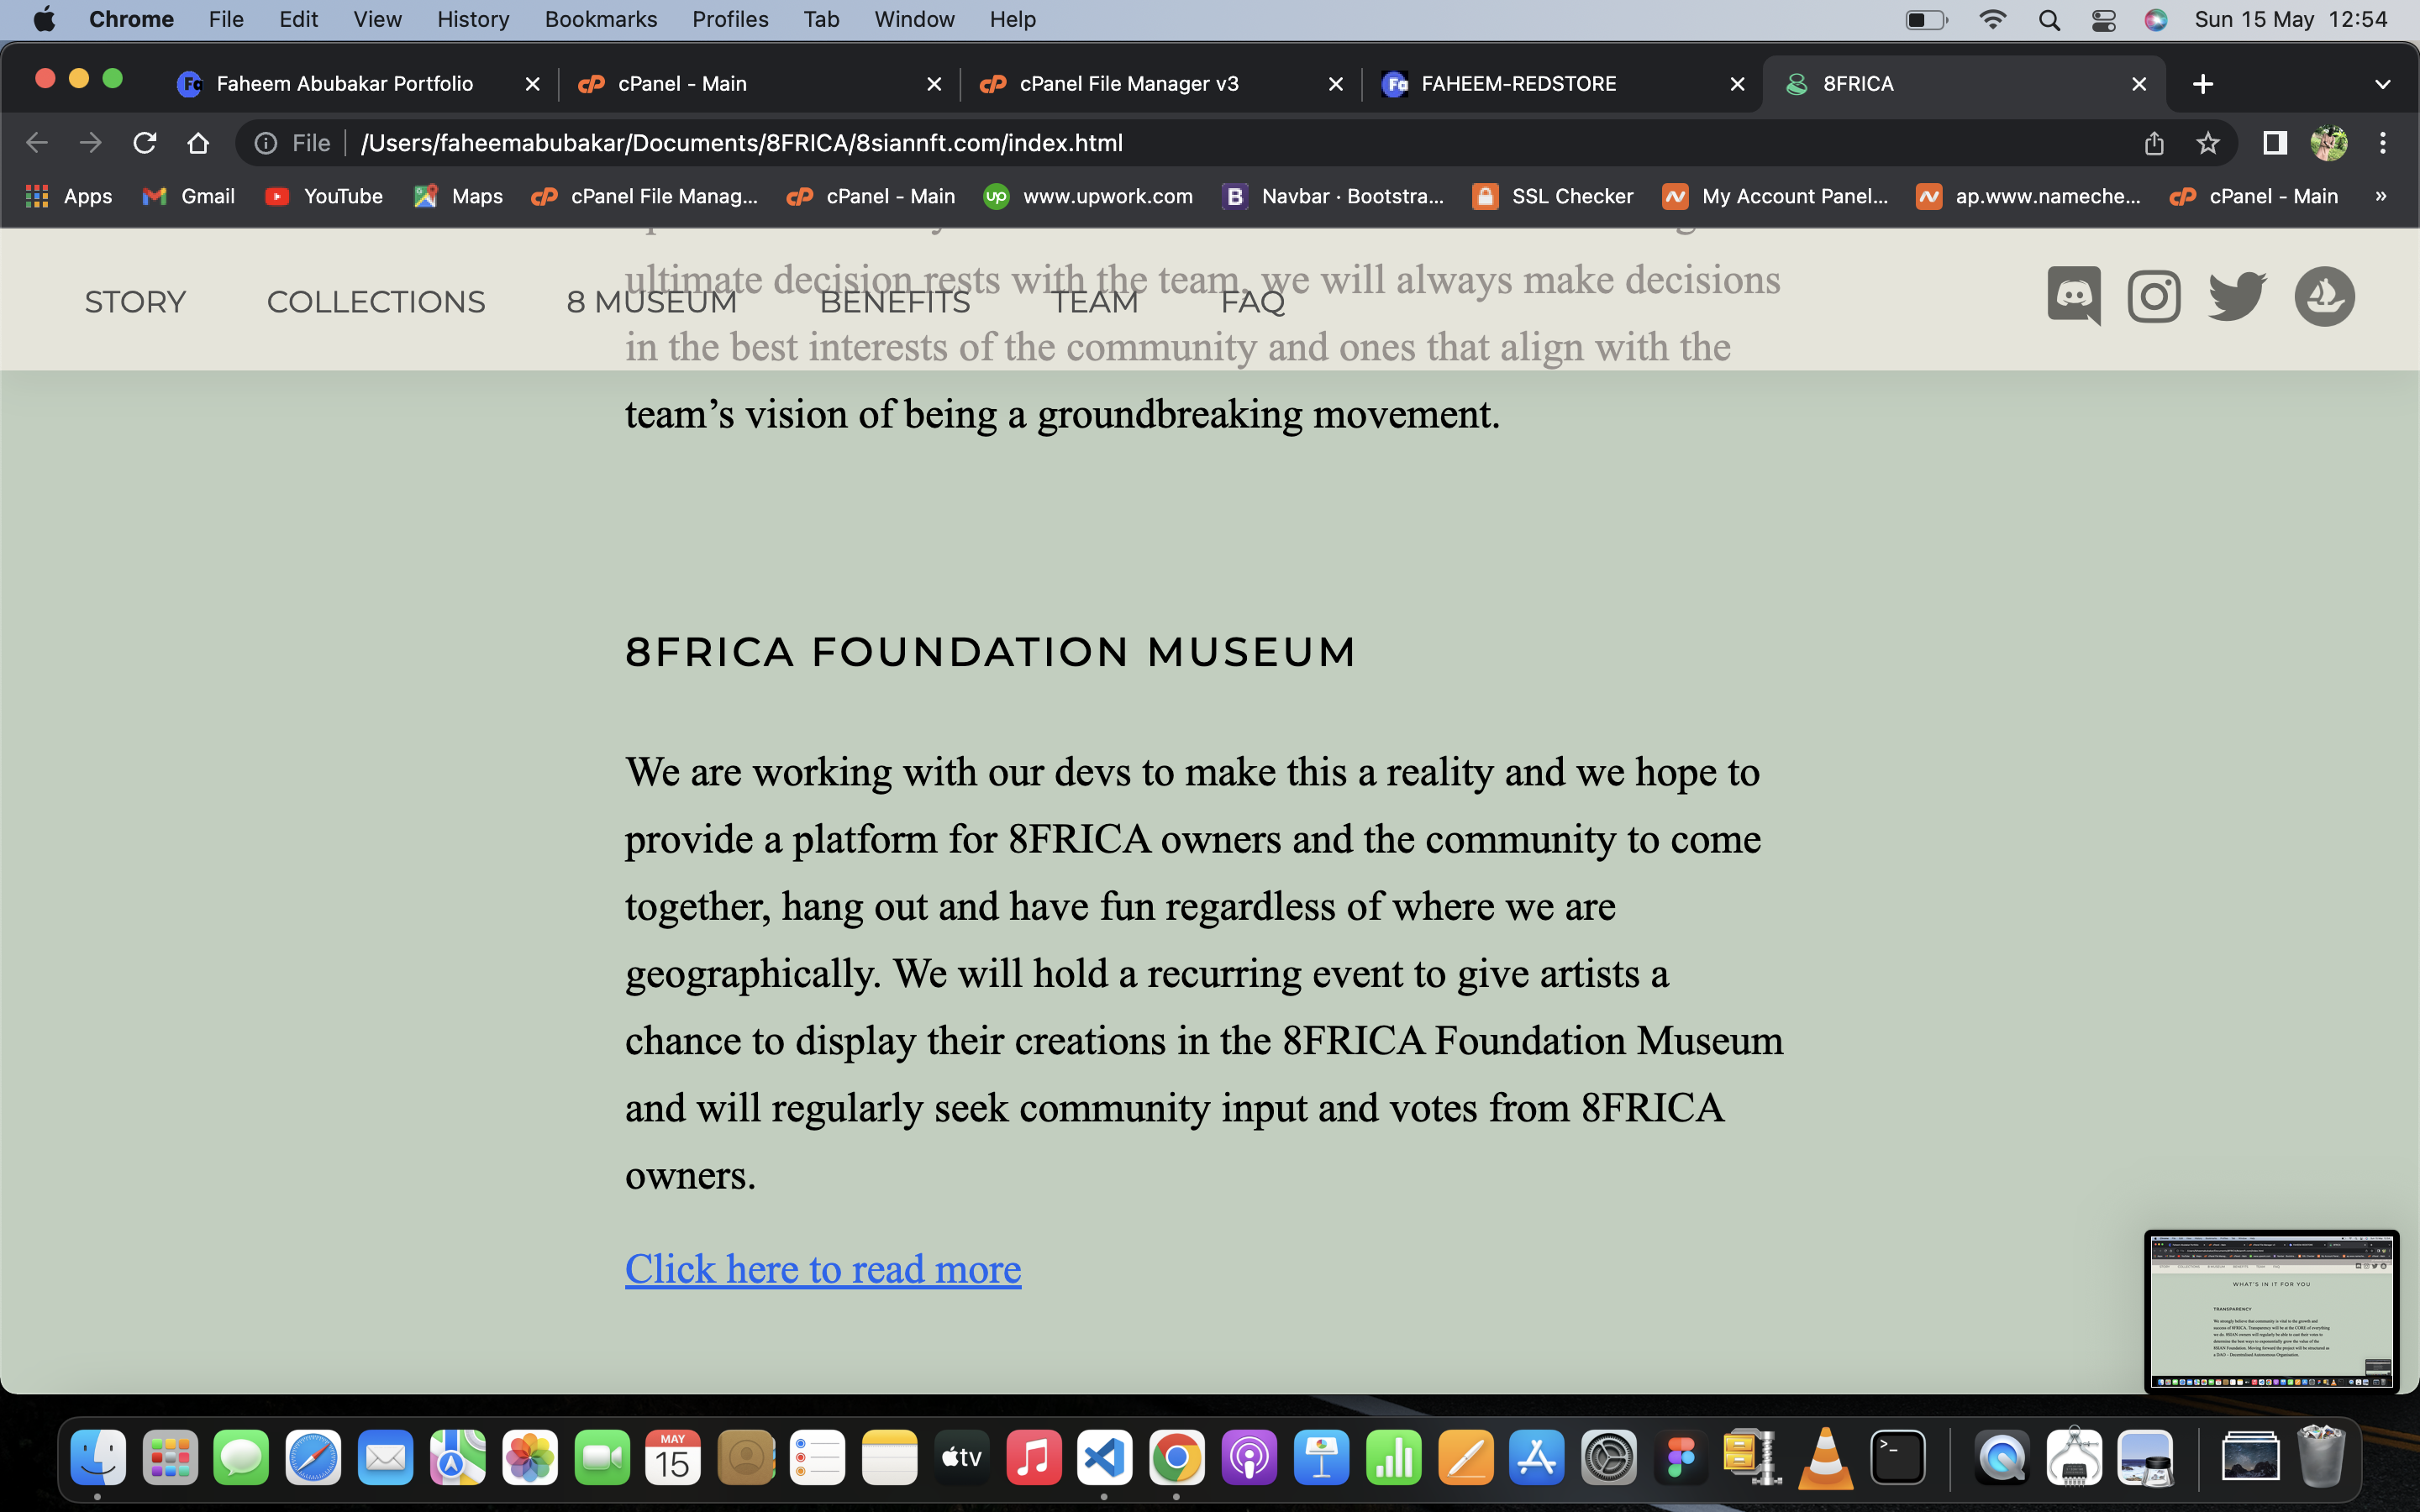 Chrome File Edit View History Bookmarks Profiles Tab Window Help Sun 15 May 12:54
Faheem Abubakar Portfolio cPanel - Main cPanel File Manager v3 FAHEEM-REDSTORE 8FRICA
File /Users/faheemabubakar/Documents/8FRICA/8siannft.com/index.html
Apps Gmail YouTube Maps cPanel File Manag... cPanel - Main www.upwork.com Navbar · Bootstra... SSL Checker My Account Panel... ap.www.nameche... cPanel - Main »
ultimate decision rests with the team, we will always make decisions
STORY COLLECTIONS 8 MUSEUM BENEFITS TEAM FAQ
in the best interests of the community and ones that align with the
team’s vision of being a groundbreaking movement.
8FRICA FOUNDATION MUSEUM
We are working with our devs to make this a reality and we hope to
provide a platform for 8FRICA owners and the community to come
together, hang out and have fun regardless of where we are
geographically. We will hold a recurring event to give artists a
chance to display their creations in the 8FRICA Foundation Museum
and will regularly seek community input and votes from 8FRICA
owners.
Click here to read more
WHAT'S IN IT FOR YOU
TRANSPARENCY
MAY
15
tv